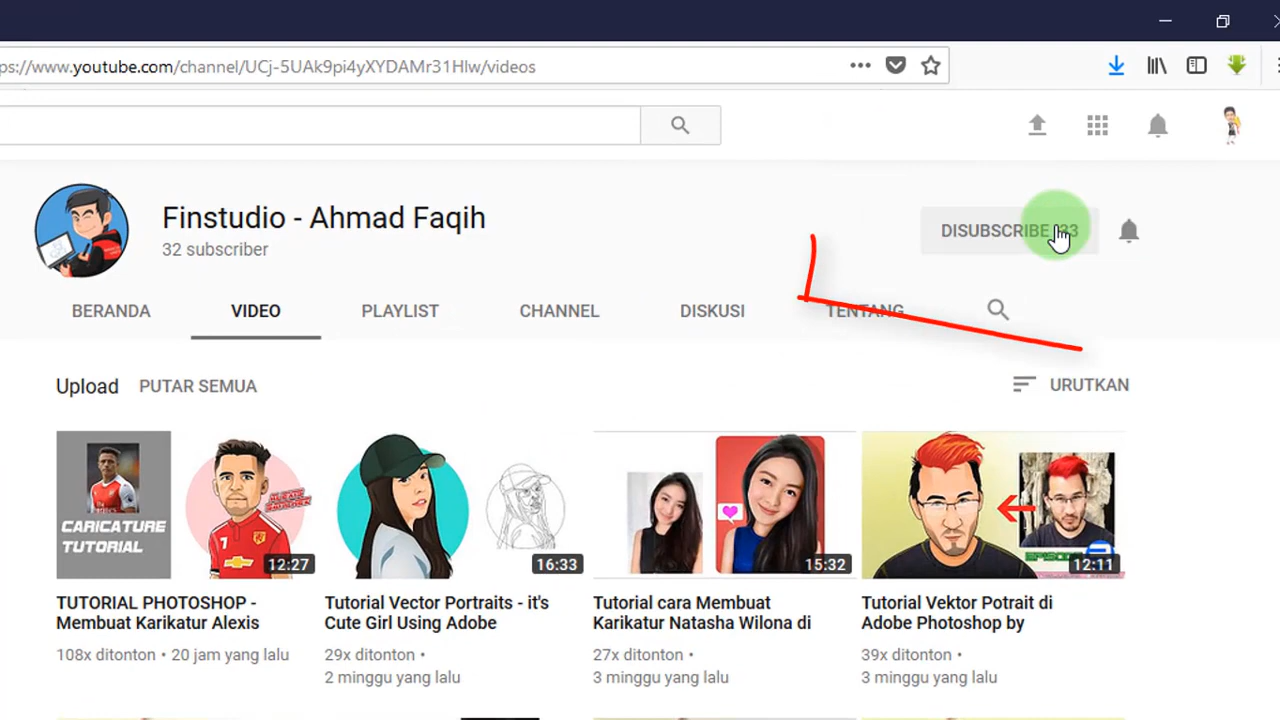 ps://www.youtube.com/channel/UCj-5UAk9pi4yXYDAMr31Hlw/videos
Finstudio - Ahmad Faqih
32 subscriber
DISUBSCRIBE 33
BERANDA VIDEO PLAYLIST CHANNEL DISKUSI TENTANG
Upload PUTAR SEMUA URUTKAN
CARICATURE
TUTORIAL
12:27
16:33
15:32
12:11
TUTORIAL PHOTOSHOP -
Membuat Karikatur Alexis
108x ditonton • 20 jam yang lalu
Tutorial Vector Portraits - it's
Cute Girl Using Adobe
29x ditonton •
2 minggu yang lalu
Tutorial cara Membuat
Karikatur Natasha Wilona di
27x ditonton •
3 minggu yang lalu
Tutorial Vektor Potrait di
Adobe Photoshop by
39x ditonton •
3 minggu yang lalu